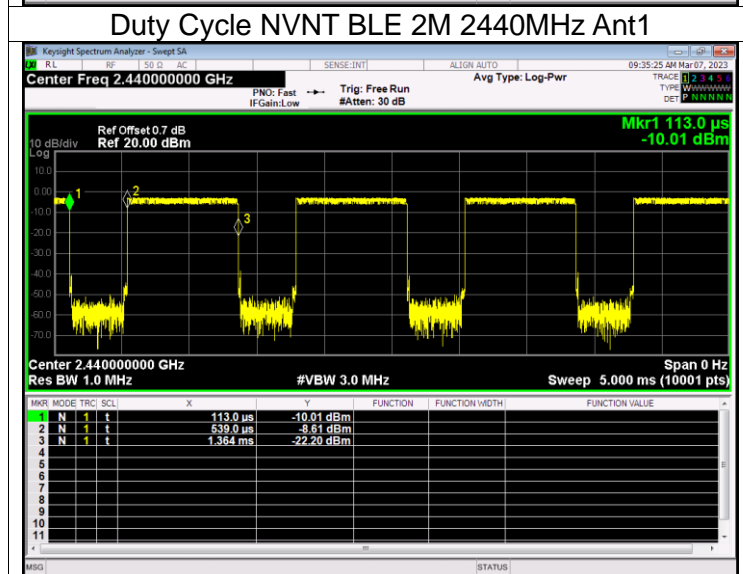 Duty Cycle NVNT BLE 2M 2440MHz Ant1
Keysight Spectrum Analyzer - Swept SA
RL RF 50 Ω AC SENSE:INT ALIGN AUTO 09:35:25 AM Mar 07, 2023
Center Freq 2.440000000 GHz Avg Type: Log-Pwr TRACE 1 2 3 4 5 6
PNO: Fast Trig: Free Run TYPE WWWWWW
IFGain:Low #Atten: 30 dB DET P N N N N N
Mkr1 113.0 µs
-10.01 dBm
Ref Offset 0.7 dB
10 dB/div Ref 20.00 dBm
Log
10.0
0.00
-10.0
-20.0
-30.0
-40.0
-50.0
-60.0
-70.0
1
2
3
Center 2.440000000 GHz Span 0 Hz
Res BW 1.0 MHz #VBW 3.0 MHz Sweep 5.000 ms (10001 pts)
MKR MODE TRC SCL X Y FUNCTION FUNCTION WIDTH FUNCTION VALUE
1 N 1 t 113.0 µs -10.01 dBm
2 N 1 t 539.0 µs -8.61 dBm
3 N 1 t 1.364 ms -22.20 dBm
4
5
6
7
8
9
10
11
MSG STATUS